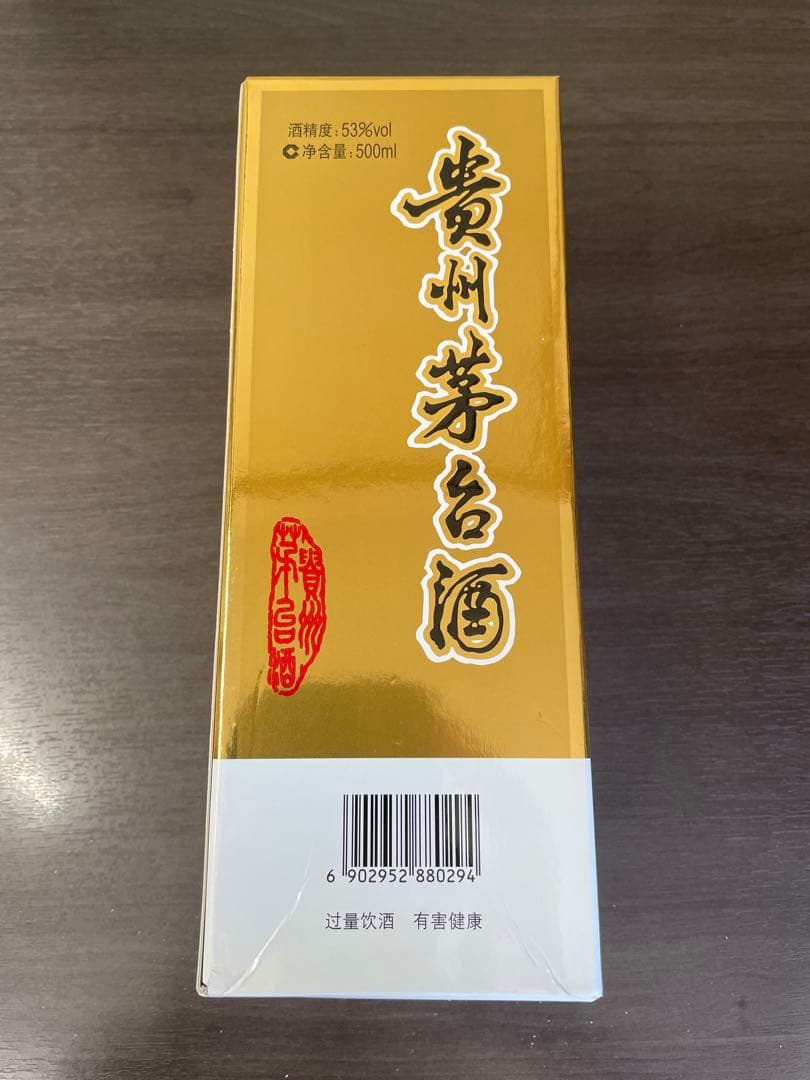 酒精度:53%vol
净含量:500ml
贵州茅台酒
贵州
茅台酒
6 902952 880294
过量饮酒 有害健康